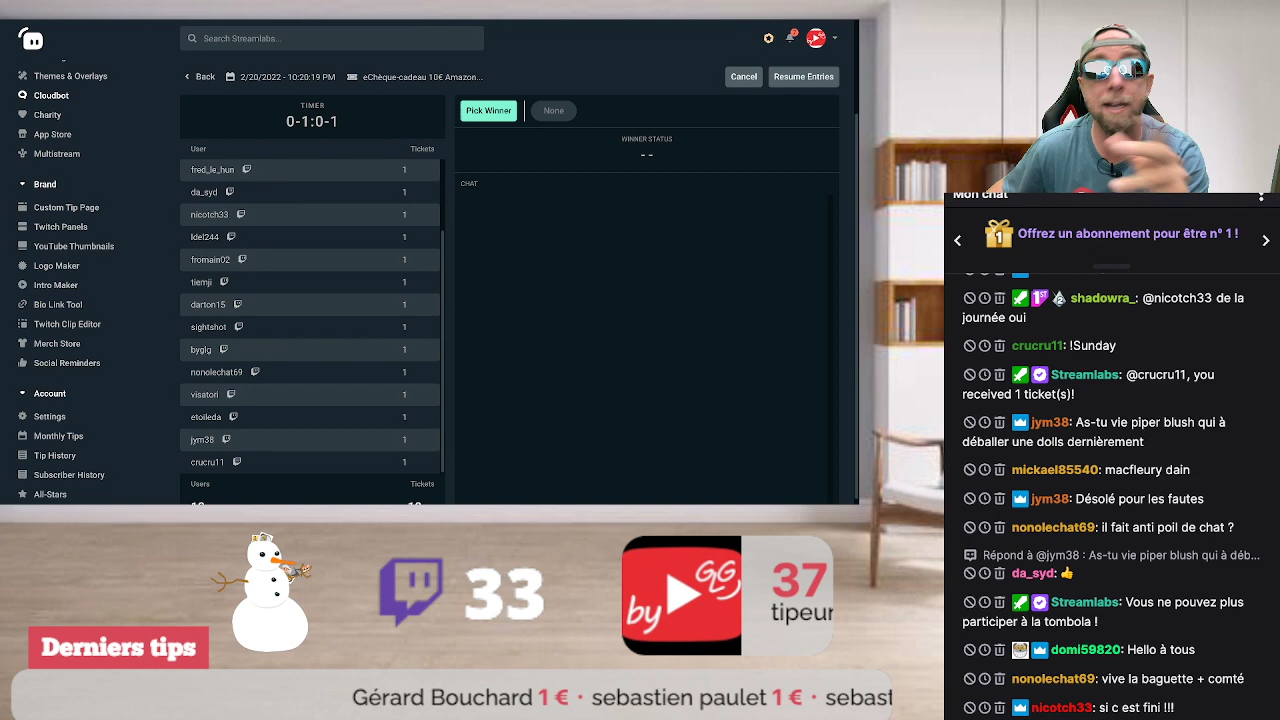 Search Streamlabs...
7
Themes & Overlays
Cloudbot
Charity
App Store
Multistream
Brand
Custom Tip Page
Twitch Panels
YouTube Thumbnails
Logo Maker
Intro Maker
Bio Link Tool
Twitch Clip Editor
Merch Store
Social Reminders
Account
Settings
Monthly Tips
Tip History
Subscriber History
All-Stars
Back 2/20/2022 - 10:20:19 PM eChèque-cadeau 10€ Amazon...
Cancel Resume Entries
TIMER
0-1:0-1
User Tickets
fred_le_hun 1
da_syd 1
nicotch33 1
ldel244 1
fromain02 1
tiemji 1
darton15 1
sightshot 1
byglg 1
nonolechat69 1
visatori 1
etolleda 1
jym38 1
crucru11 1
Users Tickets
Pick Winner None
WINNER STATUS
--
CHAT
Mon chat
1 Offrez un abonnement pour être n° 1 !
1ST 2 shadowra_: @nicotch33 de la
journée oui
crucru11: !Sunday
Streamlabs: @crucru11, you
received 1 ticket(s)!
jym38: As-tu vie piper blush qui à
déballer une dolls dernièrement
mickael85540: macfleury dain
jym38: Désolé pour les fautes
nonolechat69: il fait anti poil de chat ?
Répond à @jym38 : As-tu vie piper blush qui à déb...
da_syd: 👍
Streamlabs: Vous ne pouvez plus
participer à la tombola !
domi59820: Hello à tous
nonolechat69: vive la baguette + comté
nicotch33: si c est fini !!!
33
by GLG
37
tipeur
Derniers tips
Gérard Bouchard 1 € · sebastien paulet 1 € · sebast